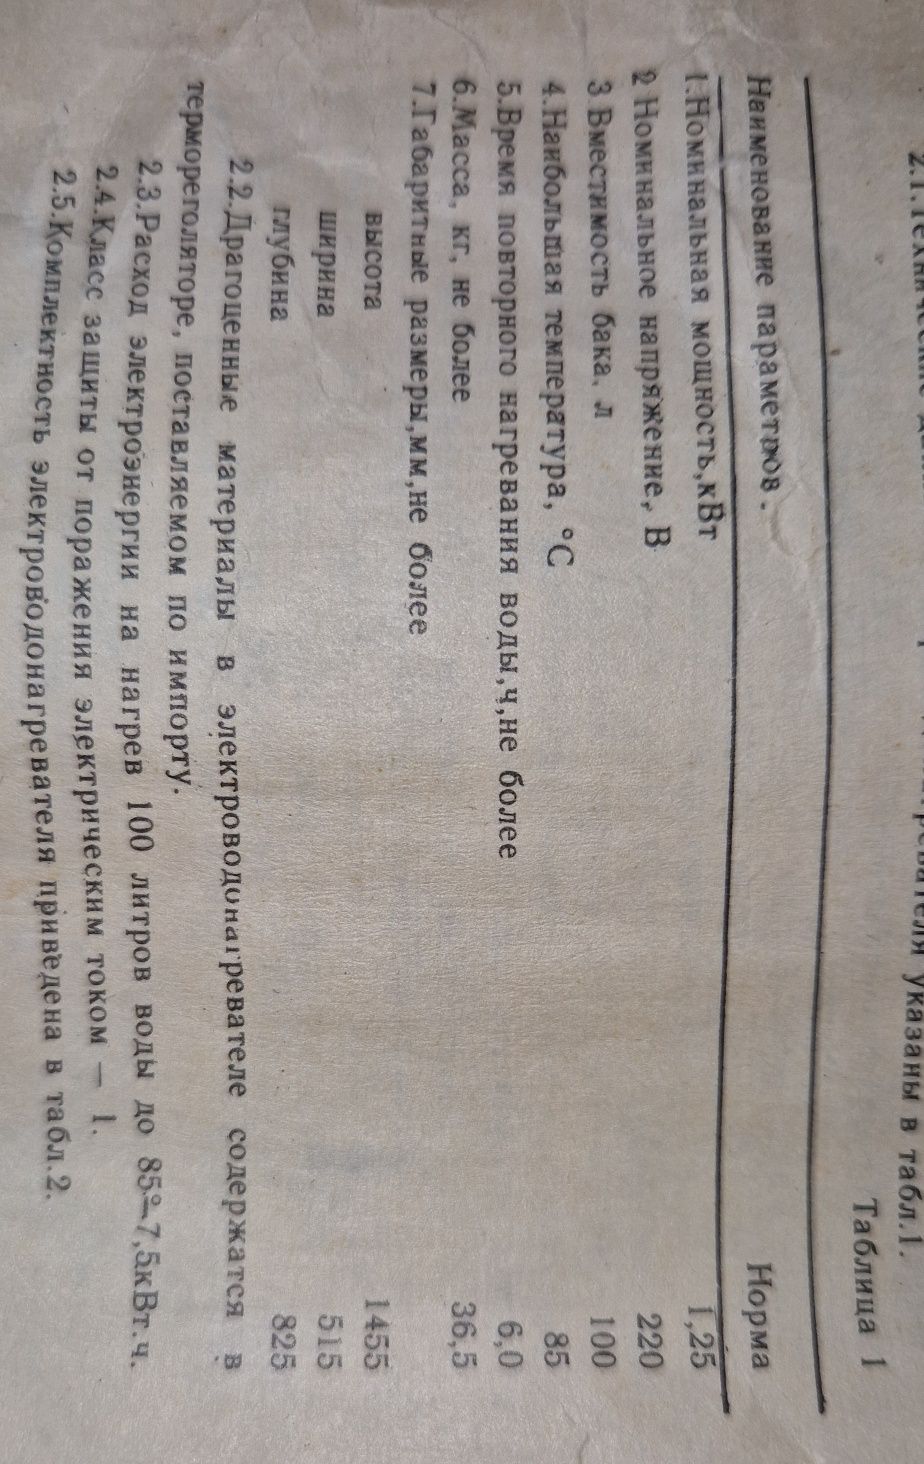 указаны в табл.1.
Таблица 1
Наименование параметров. Норма
1.Номинальная мощность,кВт 1,25
2 Номинальное напряжение, В 220
3 Вместимость бака, л 100
4.Наибольшая температура, °С 85
5.Время повторного нагревания воды,ч,не более 6,0
6.Масса, кг, не более 36,5
7.Габаритные размеры,мм,не более
высота 1455
ширина 515
глубина 825
2.2.Драгоценные материалы в электроводонагревателе содержатся в
термореголяторе, поставляемом по импорту.
2.3.Расход электроэнергии на нагрев 100 литров воды до 85°—7,5кВт.ч.
2.4.Класс защиты от поражения электрическим током — 1.
2.5.Комплектность электроводонагревателя приведена в табл.2.